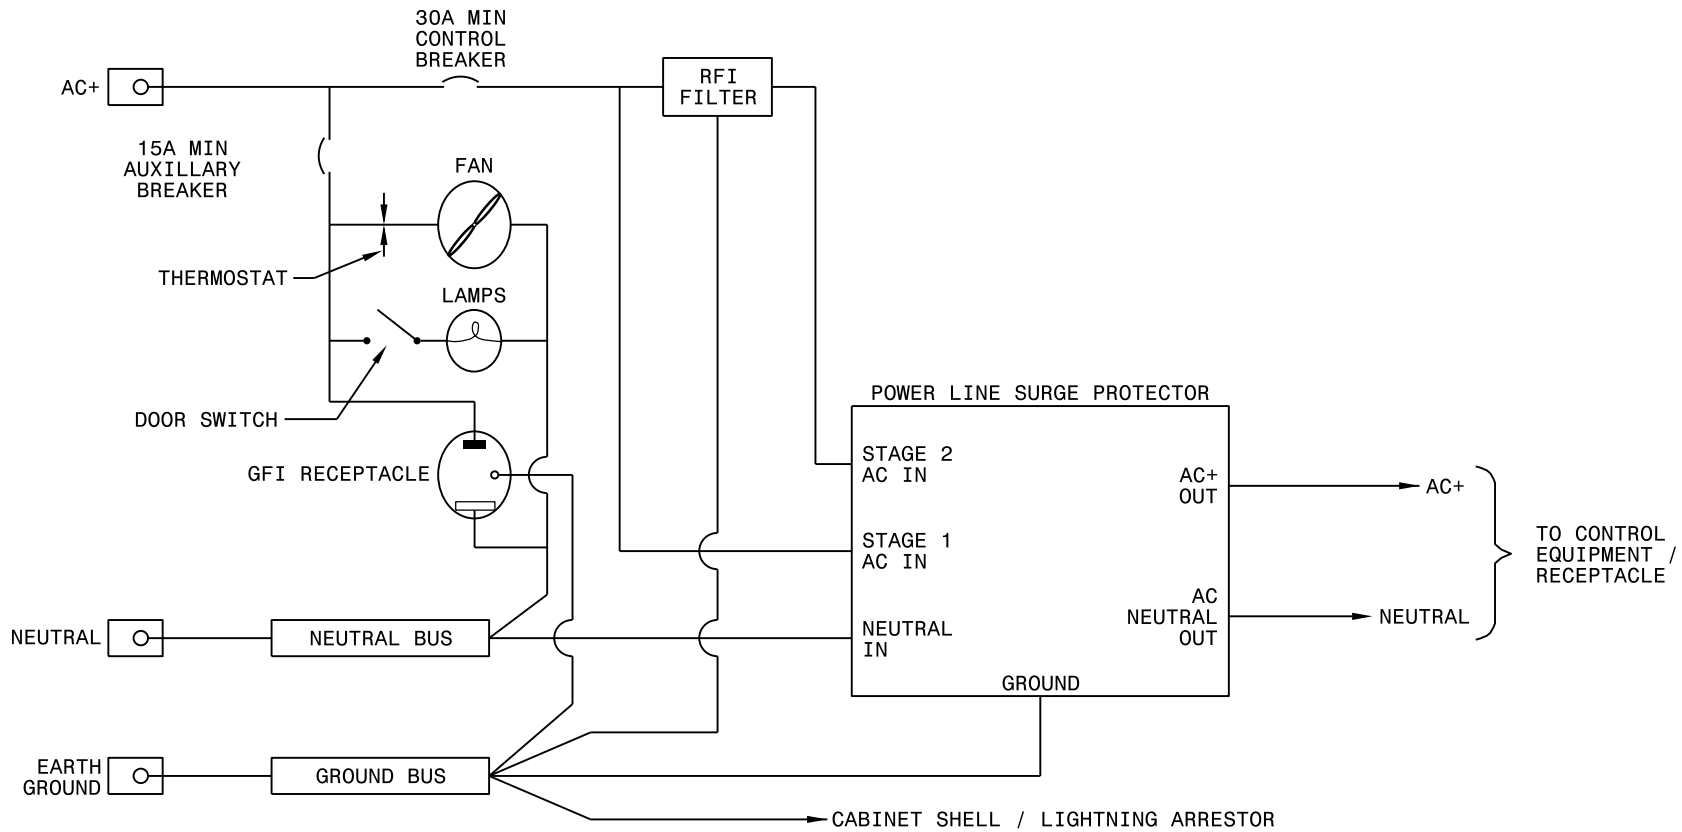 30A MIN
CONTROL
BREAKER
AC+
RFI
FILTER
15A MIN
AUXILLARY
BREAKER
FAN
THERMOSTAT
LAMPS
DOOR SWITCH
GFI RECEPTACLE
POWER LINE SURGE PROTECTOR
STAGE 2
AC IN
AC+
OUT
AC+
STAGE 1
AC IN
TO CONTROL
EQUIPMENT /
RECEPTACLE
AC
NEUTRAL
OUT
NEUTRAL
NEUTRAL
NEUTRAL BUS
NEUTRAL
IN
GROUND
EARTH
GROUND
GROUND BUS
CABINET SHELL / LIGHTNING ARRESTOR